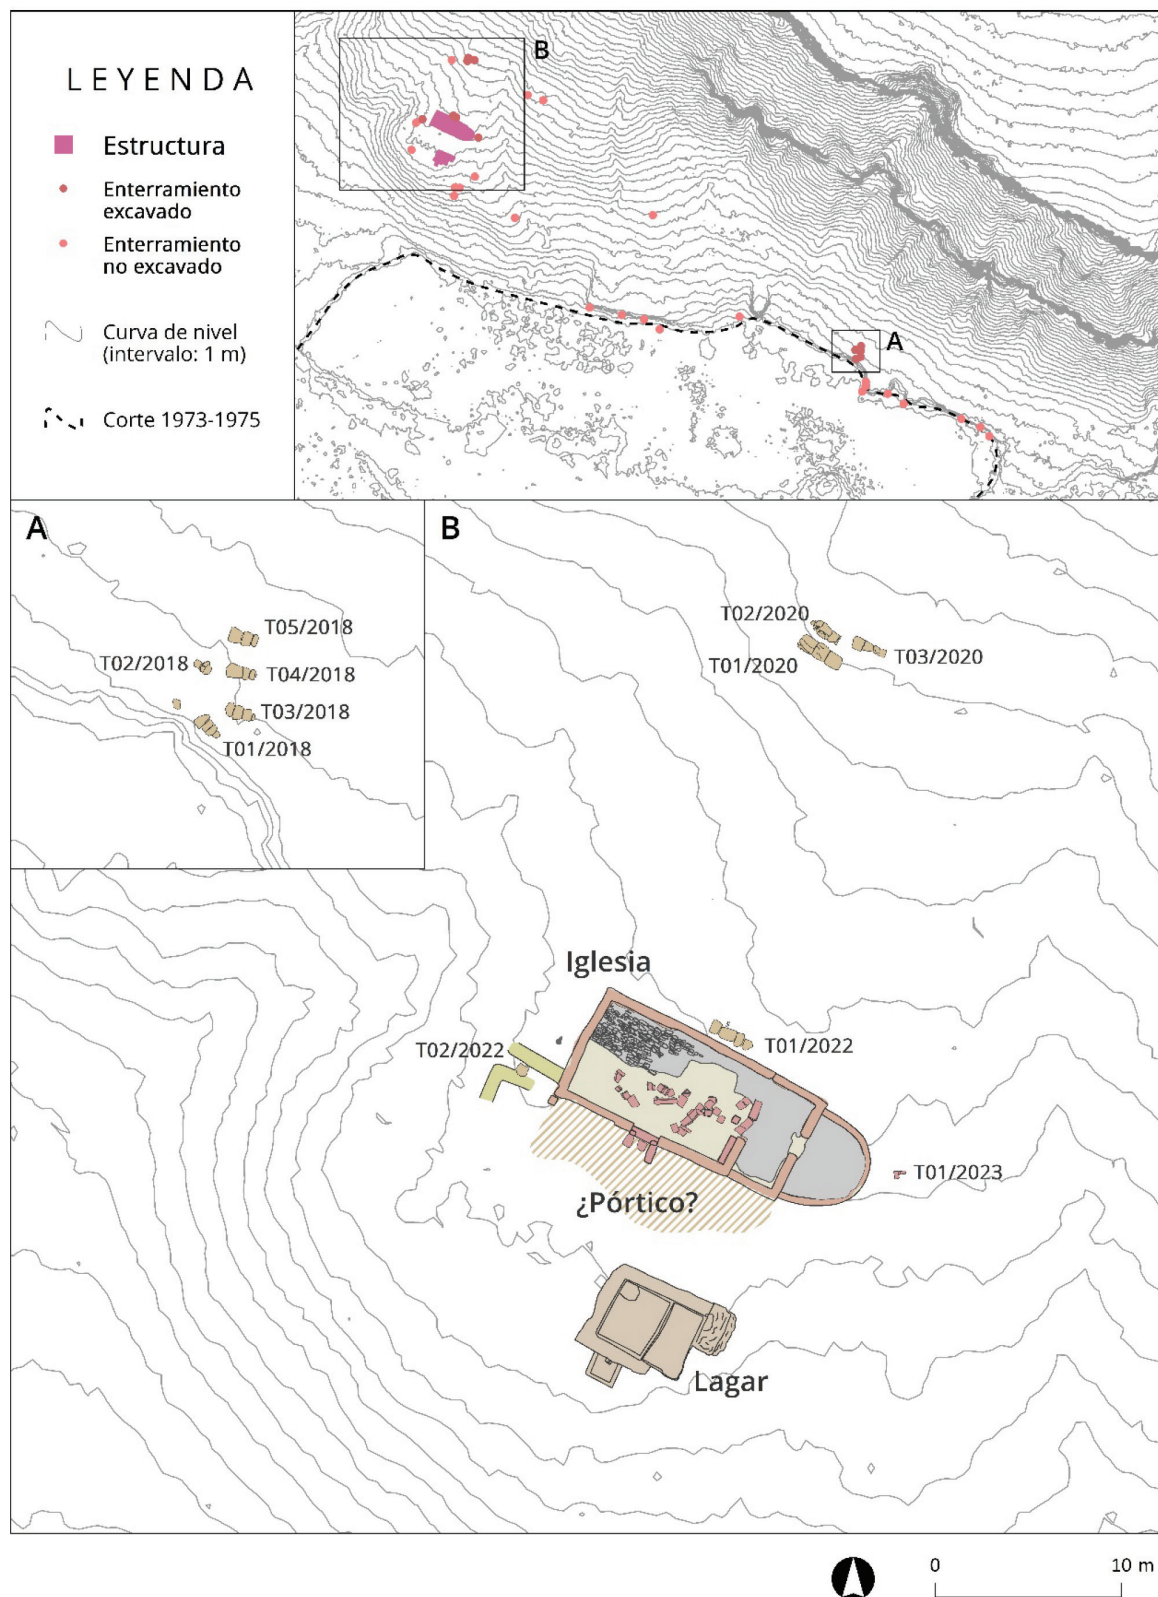 LEYENDA
Estructura
Enterramiento
excavado
Enterramiento
no excavado
Curva de nivel
(intervalo: 1 m)
Corte 1973-1975
B
A
A
T05/2018
T02/2018
T04/2018
T03/2018
T01/2018
B
T02/2020
T01/2020
T03/2020
Iglesia
T02/2022
T01/2022
T01/2023
¿Pórtico?
Lagar
0 10 m